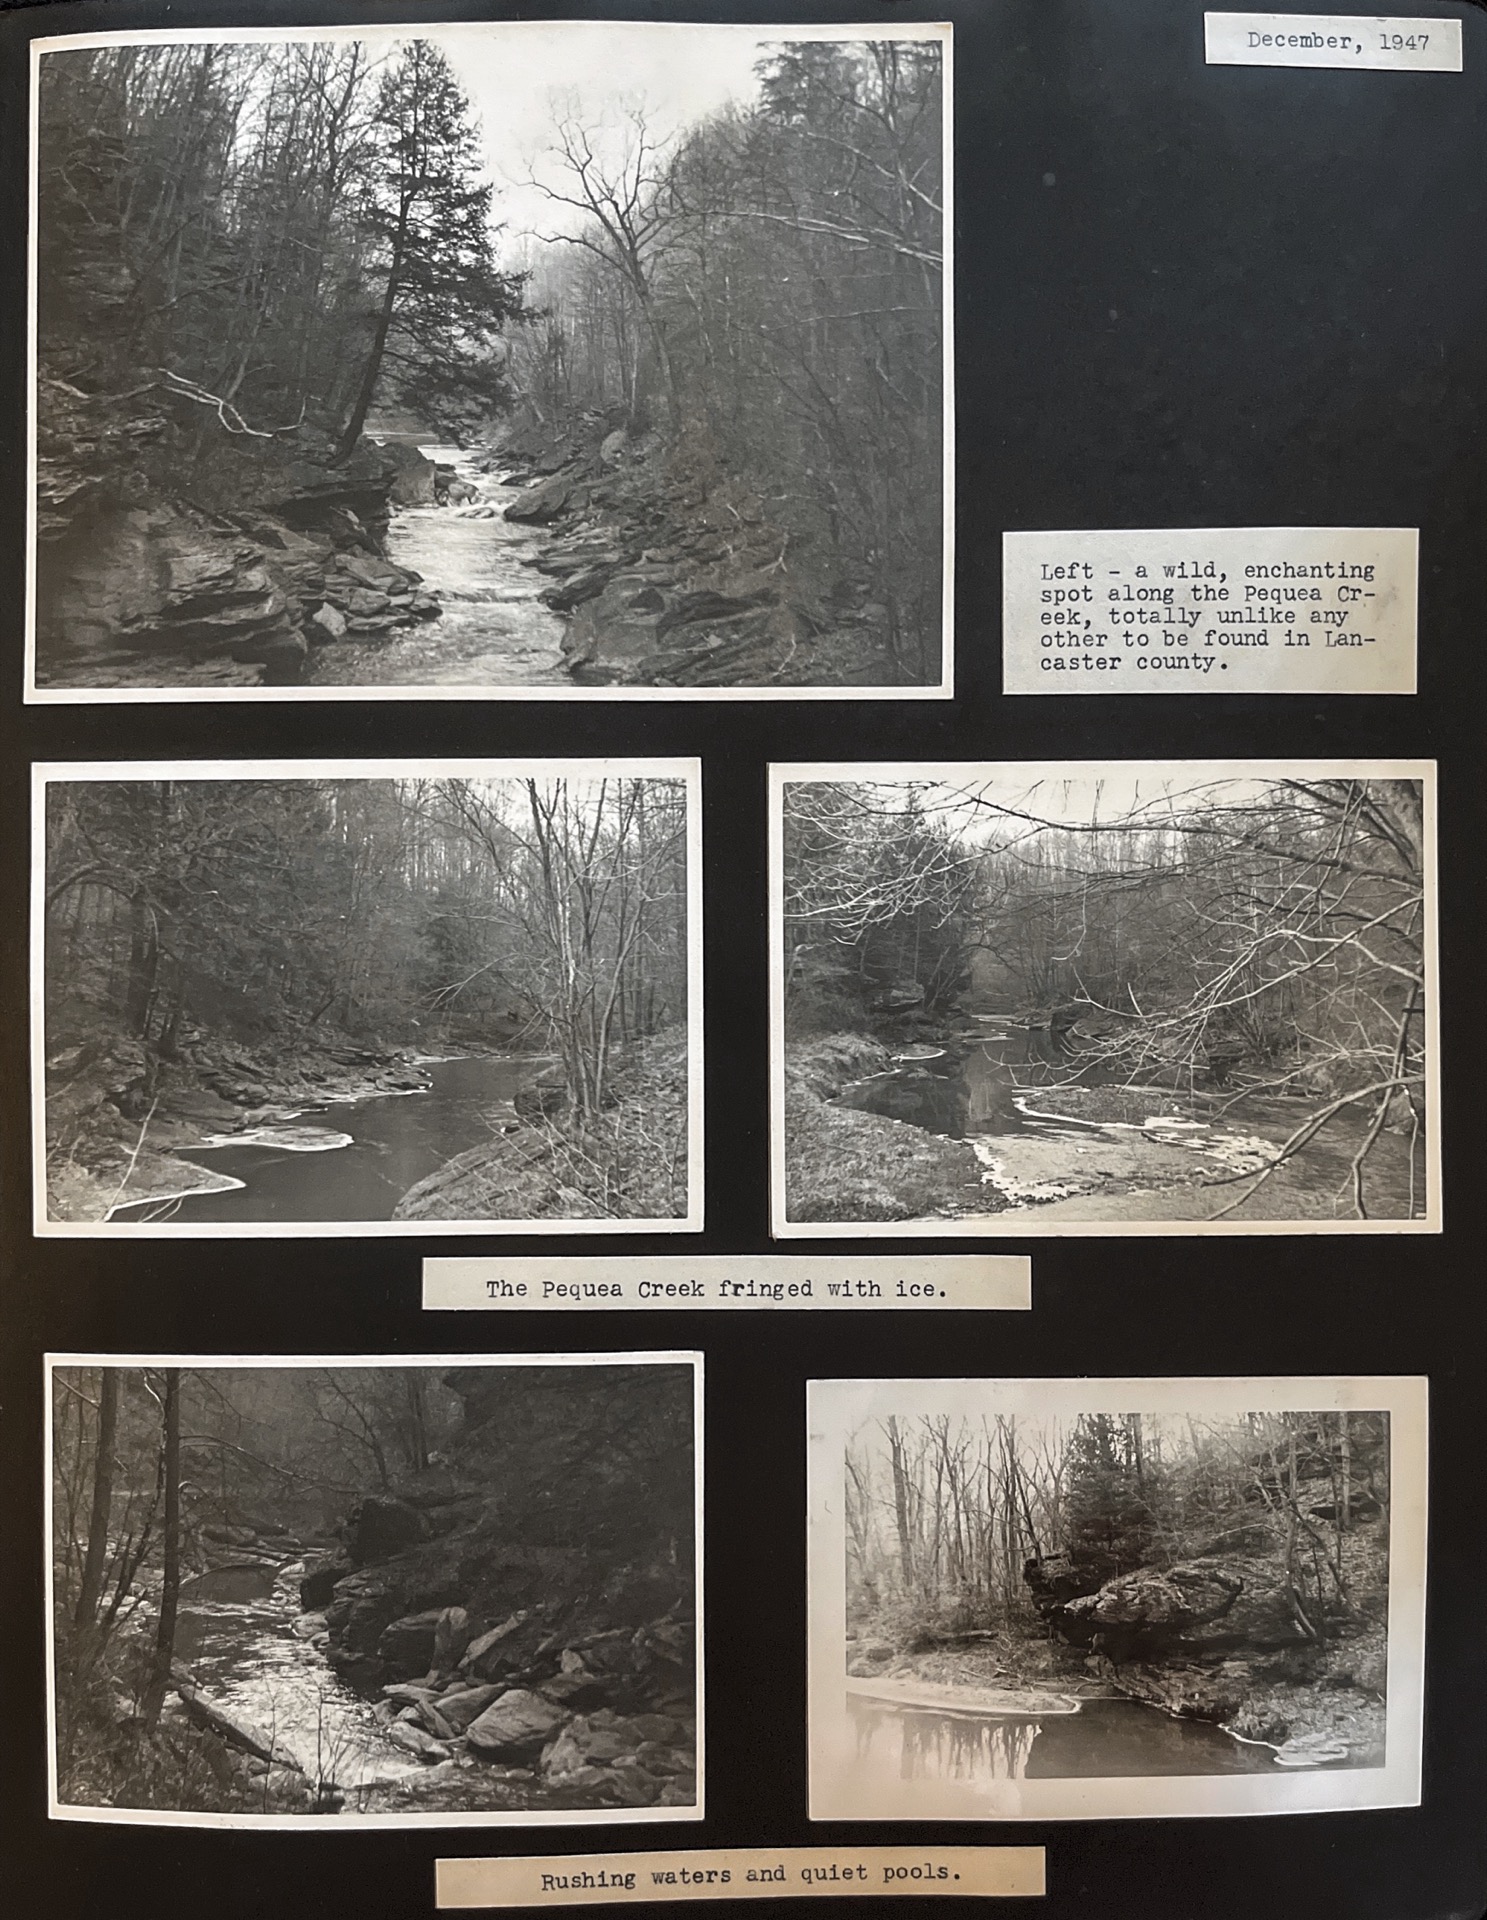 December, 1947
Left - a wild, enchanting
spot along the Pequea Cr-
eek, totally unlike any
other to be found in Lan-
caster county.
The Pequea Creek fringed with ice.
Rushing waters and quiet pools.